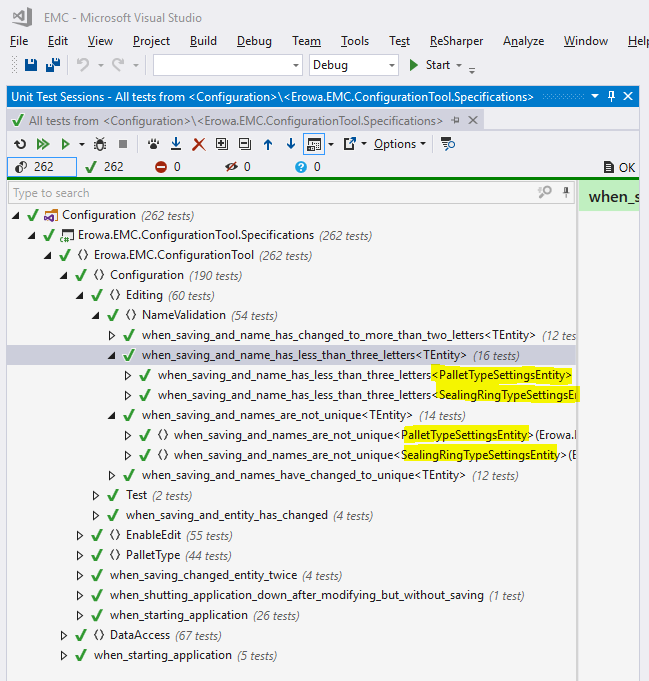 EMC - Microsoft Visual Studio
File Edit View Project Build Debug Team Tools Test ReSharper Analyze Window Help
Debug Start
Unit Test Sessions - All tests from <Configuration>\<Erowa.EMC.ConfigurationTool.Specifications>
All tests from <Configuration>\<Erowa.EMC.ConfigurationTool.Specifications>
Options
262 262 0 0 0 OK
Type to search
when_s
Configuration (262 tests)
Erowa.EMC.ConfigurationTool.Specifications (262 tests)
{} Erowa.EMC.ConfigurationTool (262 tests)
{} Configuration (190 tests)
{} Editing (60 tests)
{} NameValidation (54 tests)
when_saving_and_name_has_changed_to_more_than_two_letters<TEntity> (12 tes
when_saving_and_name_has_less_than_three_letters<TEntity> (16 tests)
when_saving_and_name_has_less_than_three_letters<PalletTypeSettingsEntity>
when_saving_and_name_has_less_than_three_letters<SealingRingTypeSettingsEn
when_saving_and_names_are_not_unique<TEntity> (14 tests)
{} when_saving_and_names_are_not_unique<PalletTypeSettingsEntity>(Erowa.I
{} when_saving_and_names_are_not_unique<SealingRingTypeSettingsEntity>(E
when_saving_and_names_have_changed_to_unique<TEntity> (12 tests)
Test (2 tests)
when_saving_and_entity_has_changed (4 tests)
{} EnableEdit (55 tests)
{} PalletType (44 tests)
when_saving_changed_entity_twice (4 tests)
when_shutting_application_down_after_modifying_but_without_saving (1 test)
when_starting_application (26 tests)
{} DataAccess (67 tests)
when_starting_application (5 tests)